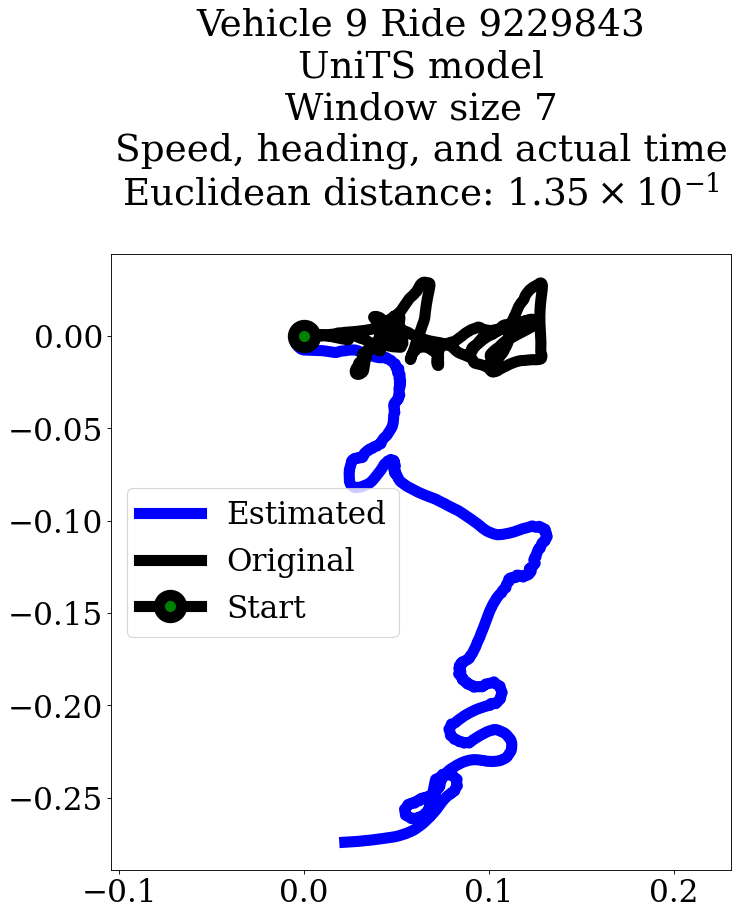 Vehicle 9 Ride 9229843
UniTS model
Window size 7
Speed, heading, and actual time
Euclidean distance: 1.35 × 10⁻¹
0.00
−0.05
−0.10
−0.15
−0.20
−0.25
Estimated
Original
Start
−0.1 0.0 0.1 0.2